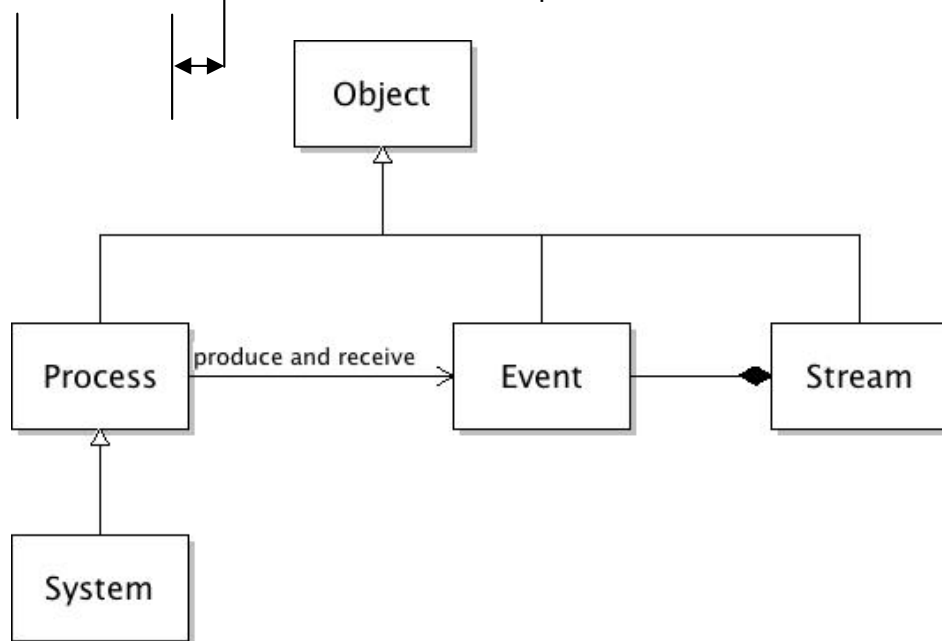 Object
produce and receive
Process
Event
Stream
System